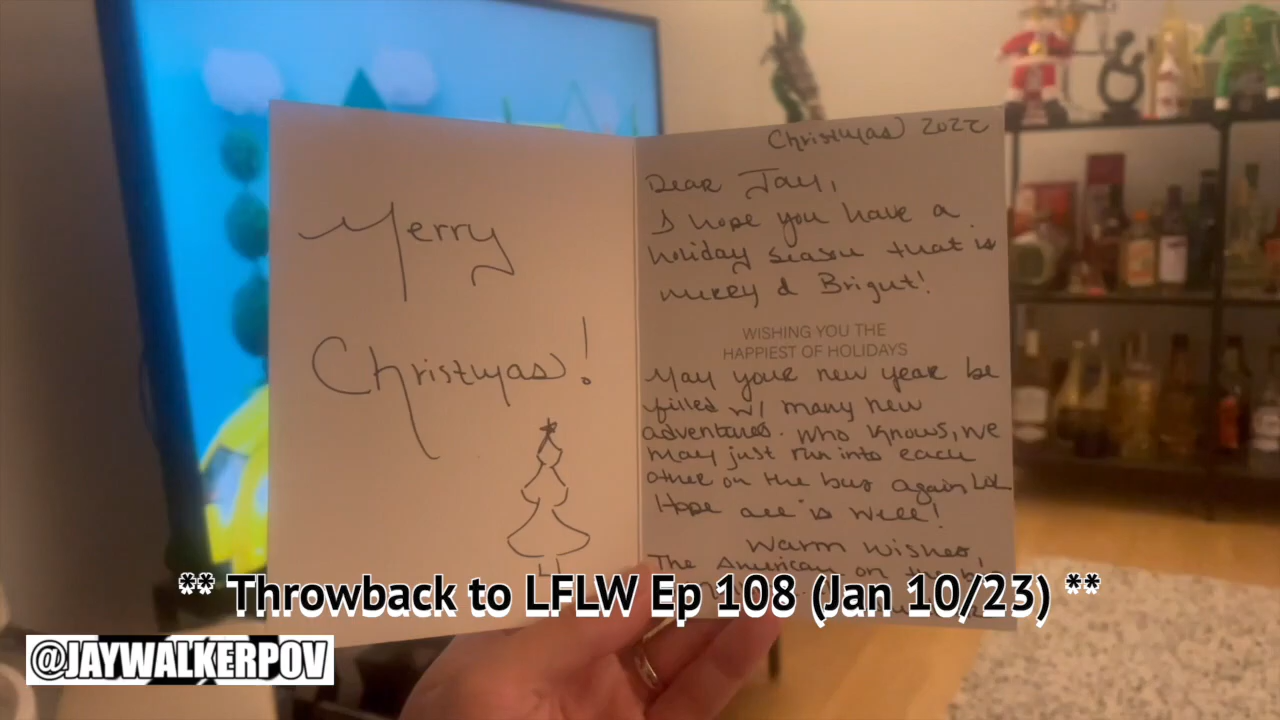 Merry
Christmas!
Christmas 2022
Dear Jay,
I hope you have a
holiday season that is
merry & Bright!
WISHING YOU THE
HAPPIEST OF HOLIDAYS
May your new year be
filled w/ many new
adventures. Who knows, we
may just run into each
other on the bus again LOL
Hope all is well!
Warm wishes,
The American on the
** Throwback to LFLW Ep 108 (Jan 10/23) **
@JAYWALKERPOV